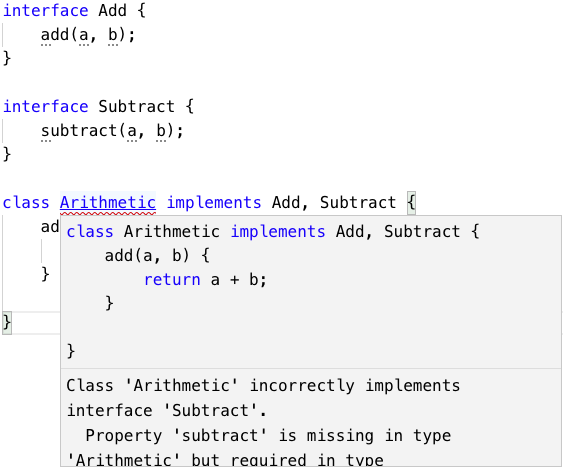 interface Add {
add(a, b);
}
interface Subtract {
subtract(a, b);
}
class Arithmetic implements Add, Subtract {
ad
}
}
class Arithmetic implements Add, Subtract {
add(a, b) {
return a + b;
}
}
Class 'Arithmetic' incorrectly implements
interface 'Subtract'.
Property 'subtract' is missing in type
'Arithmetic' but required in type